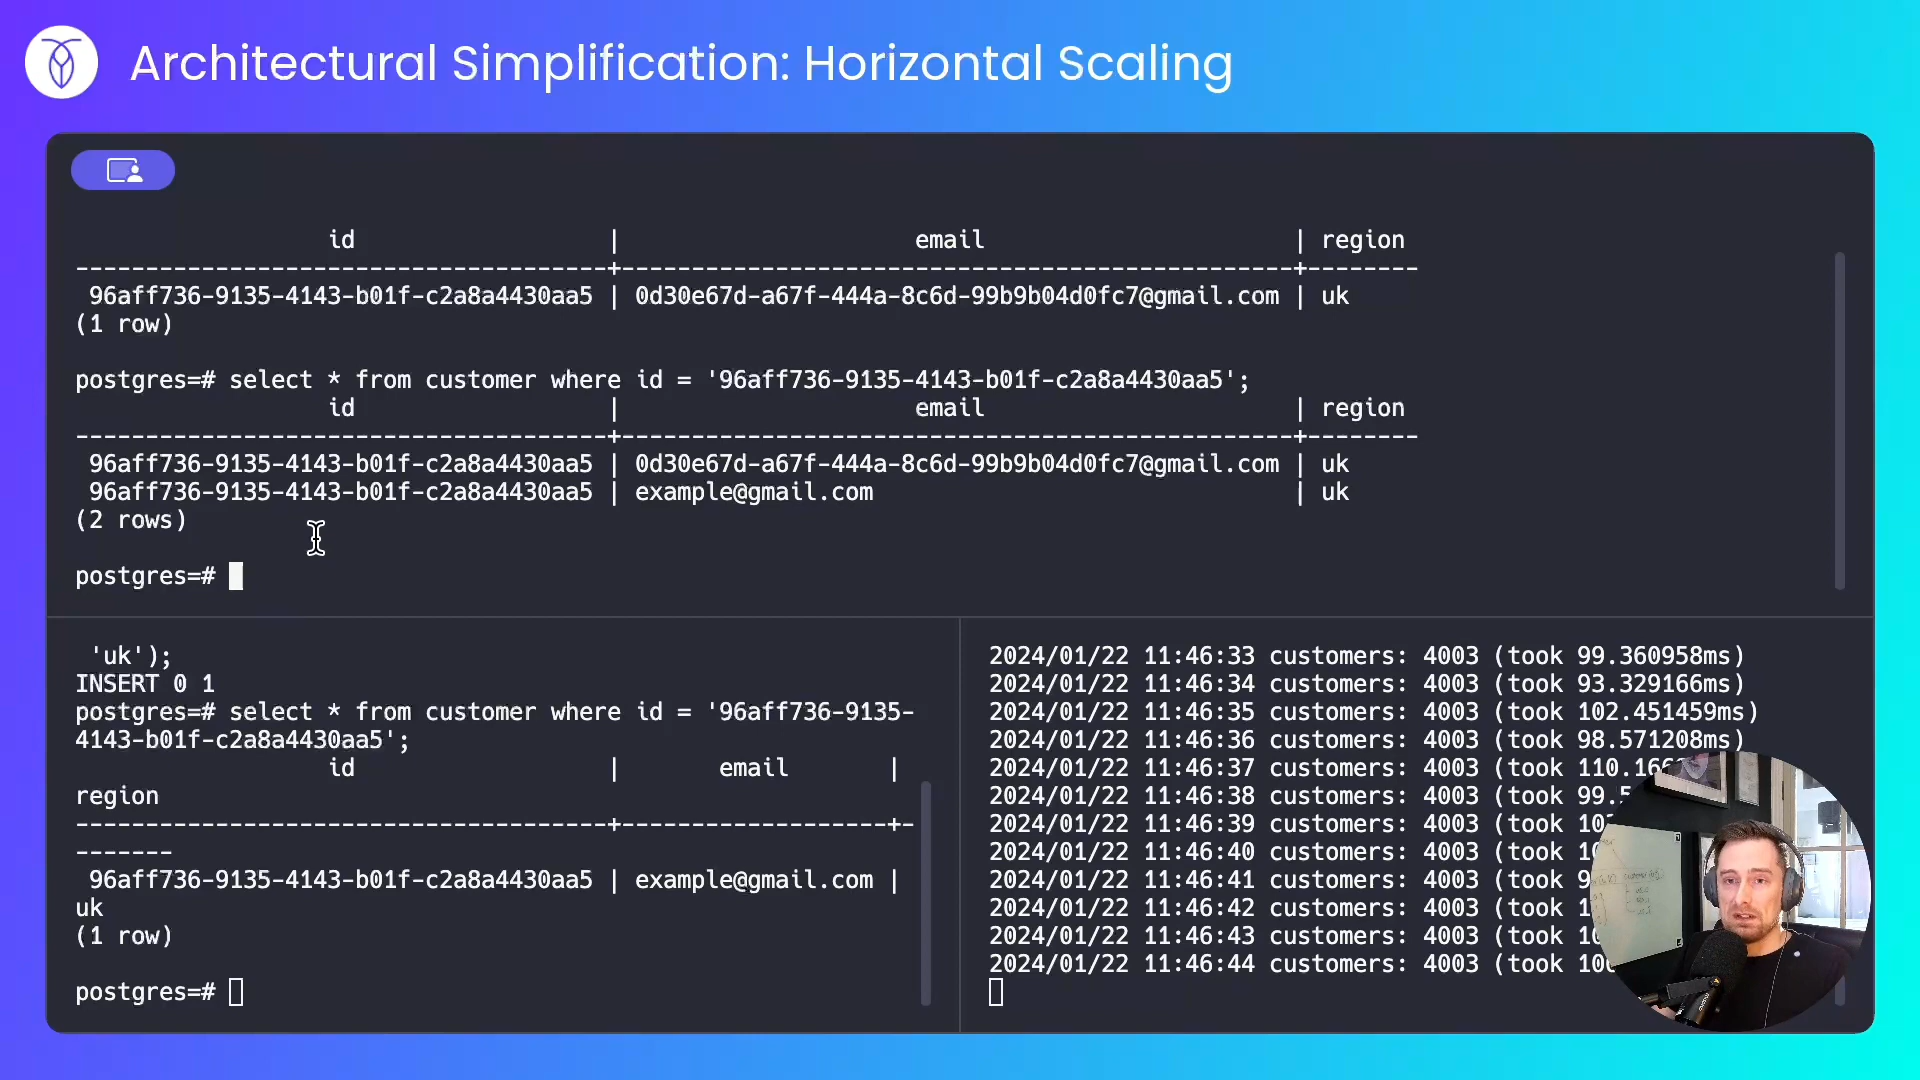 Architectural Simplification: Horizontal Scaling
id | email | region
--------------------------------------+------------------------------------------------+--------
96aff736-9135-4143-b01f-c2a8a4430aa5 | 0d30e67d-a67f-444a-8c6d-99b9b04d0fc7@gmail.com | uk
(1 row)
postgres=# select * from customer where id = '96aff736-9135-4143-b01f-c2a8a4430aa5';
id | email | region
--------------------------------------+------------------------------------------------+--------
96aff736-9135-4143-b01f-c2a8a4430aa5 | 0d30e67d-a67f-444a-8c6d-99b9b04d0fc7@gmail.com | uk
96aff736-9135-4143-b01f-c2a8a4430aa5 | example@gmail.com | uk
(2 rows)
postgres=#
'uk');
INSERT 0 1
postgres=# select * from customer where id = '96aff736-9135-
4143-b01f-c2a8a4430aa5';
id | email |
region
--------------------------------------+-------------------+-
-------
96aff736-9135-4143-b01f-c2a8a4430aa5 | example@gmail.com |
uk
(1 row)
postgres=#
2024/01/22 11:46:33 customers: 4003 (took 99.360958ms)
2024/01/22 11:46:34 customers: 4003 (took 93.329166ms)
2024/01/22 11:46:35 customers: 4003 (took 102.451459ms)
2024/01/22 11:46:36 customers: 4003 (took 98.571208ms)
2024/01/22 11:46:37 customers: 4003 (took 110.16
2024/01/22 11:46:38 customers: 4003 (took 99.5
2024/01/22 11:46:39 customers: 4003 (took 10
2024/01/22 11:46:40 customers: 4003 (took 10
2024/01/22 11:46:41 customers: 4003 (took 9
2024/01/22 11:46:42 customers: 4003 (took 1
2024/01/22 11:46:43 customers: 4003 (took 10
2024/01/22 11:46:44 customers: 4003 (took 10